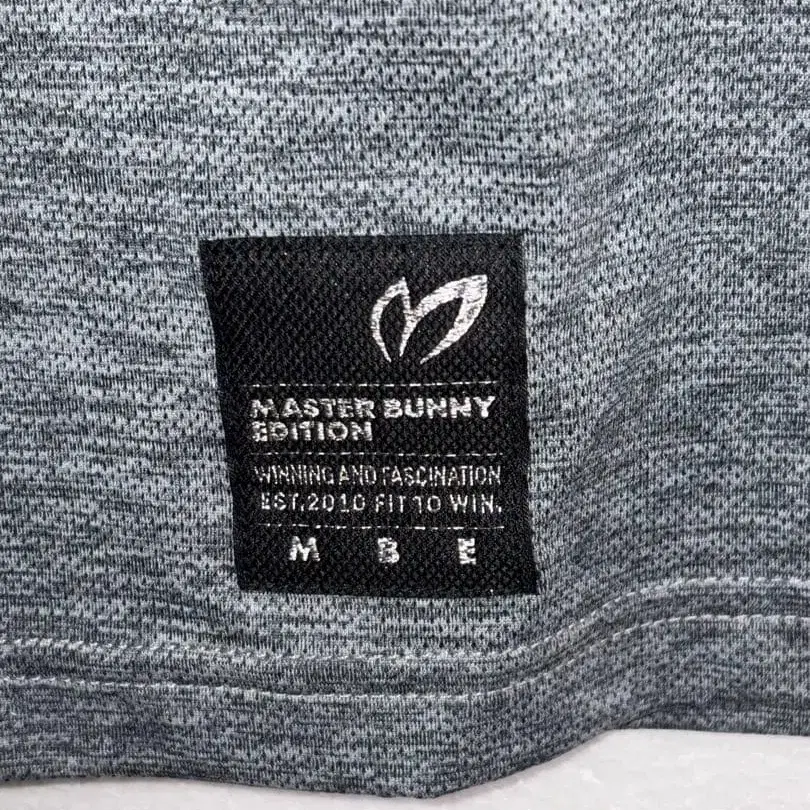 MASTER BUNNY
EDITION
WINNING AND FASCINATION
EST.2010 FIT TO WIN.
M B E